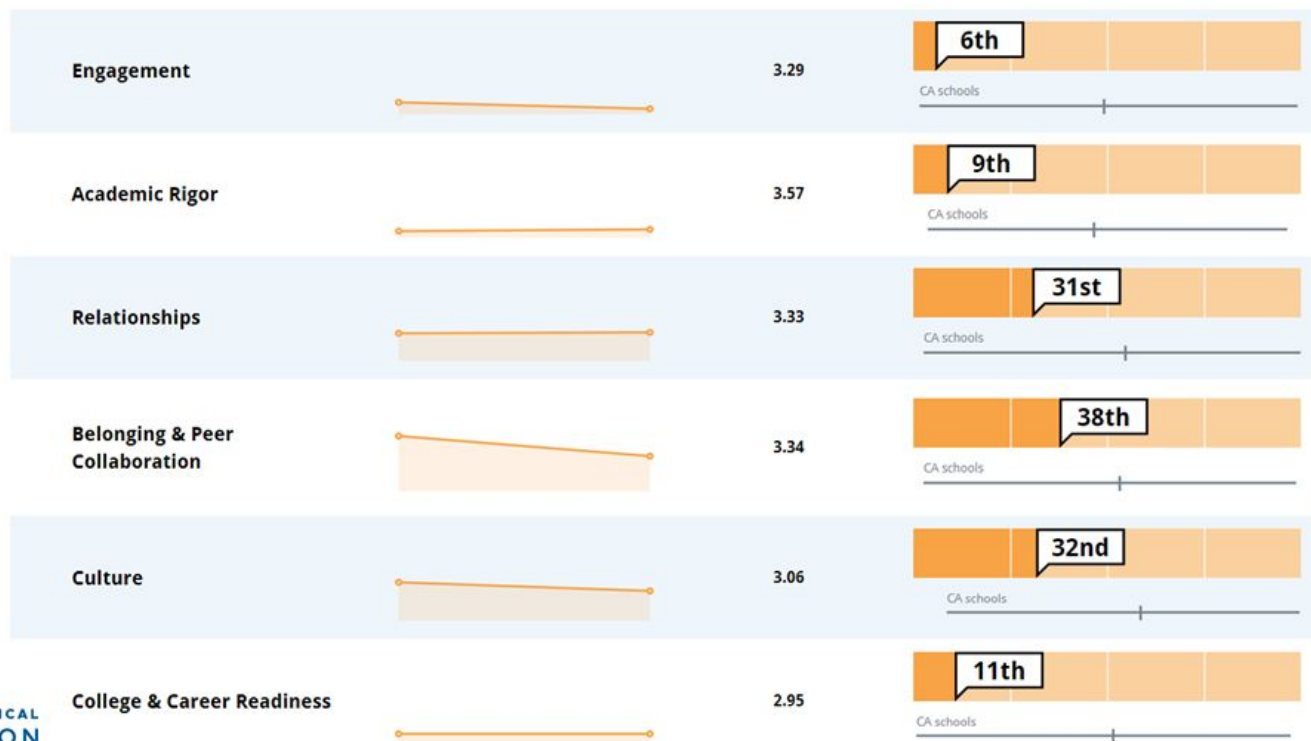 Engagement
3.29
6th
CA schools
Academic Rigor
3.57
9th
CA schools
Relationships
3.33
31st
CA schools
Belonging & Peer
Collaboration
3.34
38th
CA schools
Culture
3.06
32nd
CA schools
College & Career Readiness
2.95
11th
CA schools
ICAL
ON